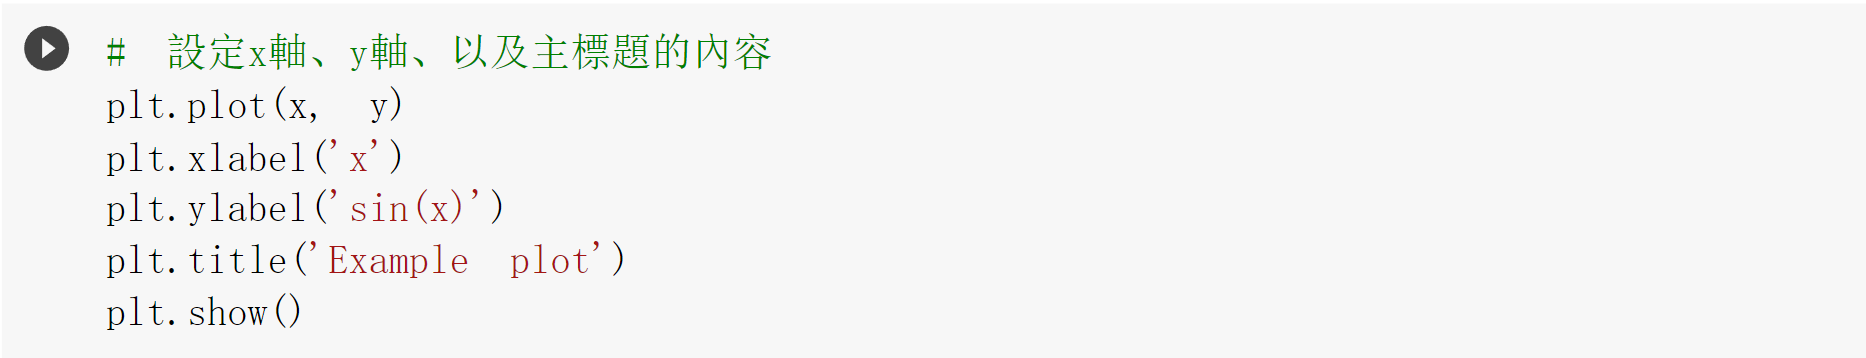 # 設定x軸、y軸、以及主標題的內容
plt.plot(x, y)
plt.xlabel('x')
plt.ylabel('sin(x)')
plt.title('Example plot')
plt.show()